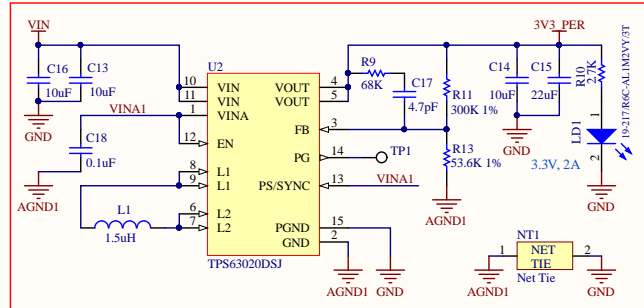 VIN
3V3_PER
C16
10uF
C13
10uF
GND
VINA1
C18
0.1uF
AGND1
L1
1.5uH
U2
10 VIN
11 VIN
1 VINA
12 EN
8 L1
9 L1
6 L2
7 L2
VOUT 4
VOUT 5
FB 3
PG 14
PS/SYNC 13
PGND 15
GND 2
TPS63020DSJ
R9
68K
C17
4.7pF
R11
300K 1%
R13
53.6K 1%
AGND1
TP1
VINA1
AGND1
GND
C14
10uF
C15
22uF
GND
R10
2.7K
19-217/R6C-AL1M2VY/3T
LD1
1
2
3.3V, 2A
GND
NT1
1
NET
TIE
2
Net Tie
AGND1
GND